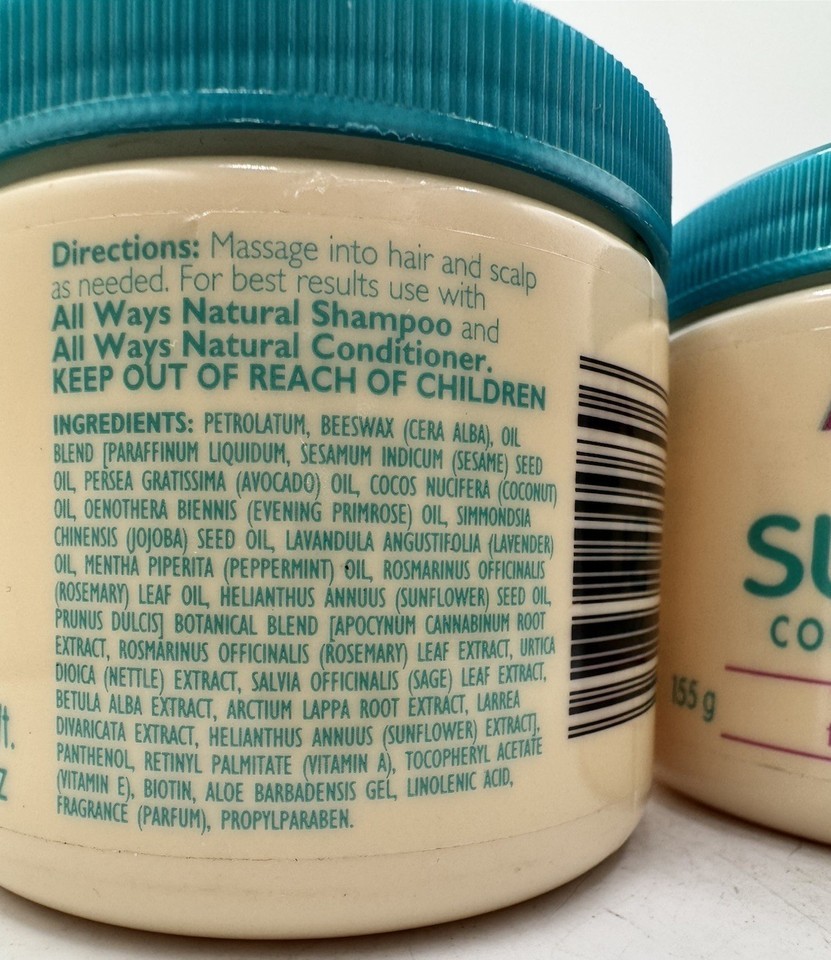 Directions: Massage into hair and scalp
as needed. For best results use with
All Ways Natural Shampoo and
All Ways Natural Conditioner.
KEEP OUT OF REACH OF CHILDREN
INGREDIENTS: PETROLATUM, BEESWAX (CERA ALBA), OIL
BLEND [PARAFFINUM LIQUIDUM, SESAMUM INDICUM (SESAME) SEED
OIL, PERSEA GRATISSIMA (AVOCADO) OIL, COCOS NUCIFERA (COCONUT)
OIL, OENOTHERA BIENNIS (EVENING PRIMROSE) OIL, SIMMONDSIA
CHINENSIS (JOJOBA) SEED OIL, LAVANDULA ANGUSTIFOLIA (LAVENDER)
OIL, MENTHA PIPERITA (PEPPERMINT) OIL, ROSMARINUS OFFICINALIS
(ROSEMARY) LEAF OIL, HELIANTHUS ANNUUS (SUNFLOWER) SEED OIL,
PRUNUS DULCIS] BOTANICAL BLEND [APOCYNUM CANNABINUM ROOT
EXTRACT, ROSMARINUS OFFICINALIS (ROSEMARY) LEAF EXTRACT, URTICA
DIOICA (NETTLE) EXTRACT, SALVIA OFFICINALIS (SAGE) LEAF EXTRACT,
BETULA ALBA EXTRACT, ARCTIUM LAPPA ROOT EXTRACT, LARREA
DIVARICATA EXTRACT, HELIANTHUS ANNUUS (SUNFLOWER) EXTRACT],
PANTHENOL, RETINYL PALMITATE (VITAMIN A), TOCOPHERYL ACETATE
(VITAMIN E), BIOTIN, ALOE BARBADENSIS GEL, LINOLENIC ACID,
FRAGRANCE (PARFUM), PROPYLPARABEN.
SU
CO
155 g